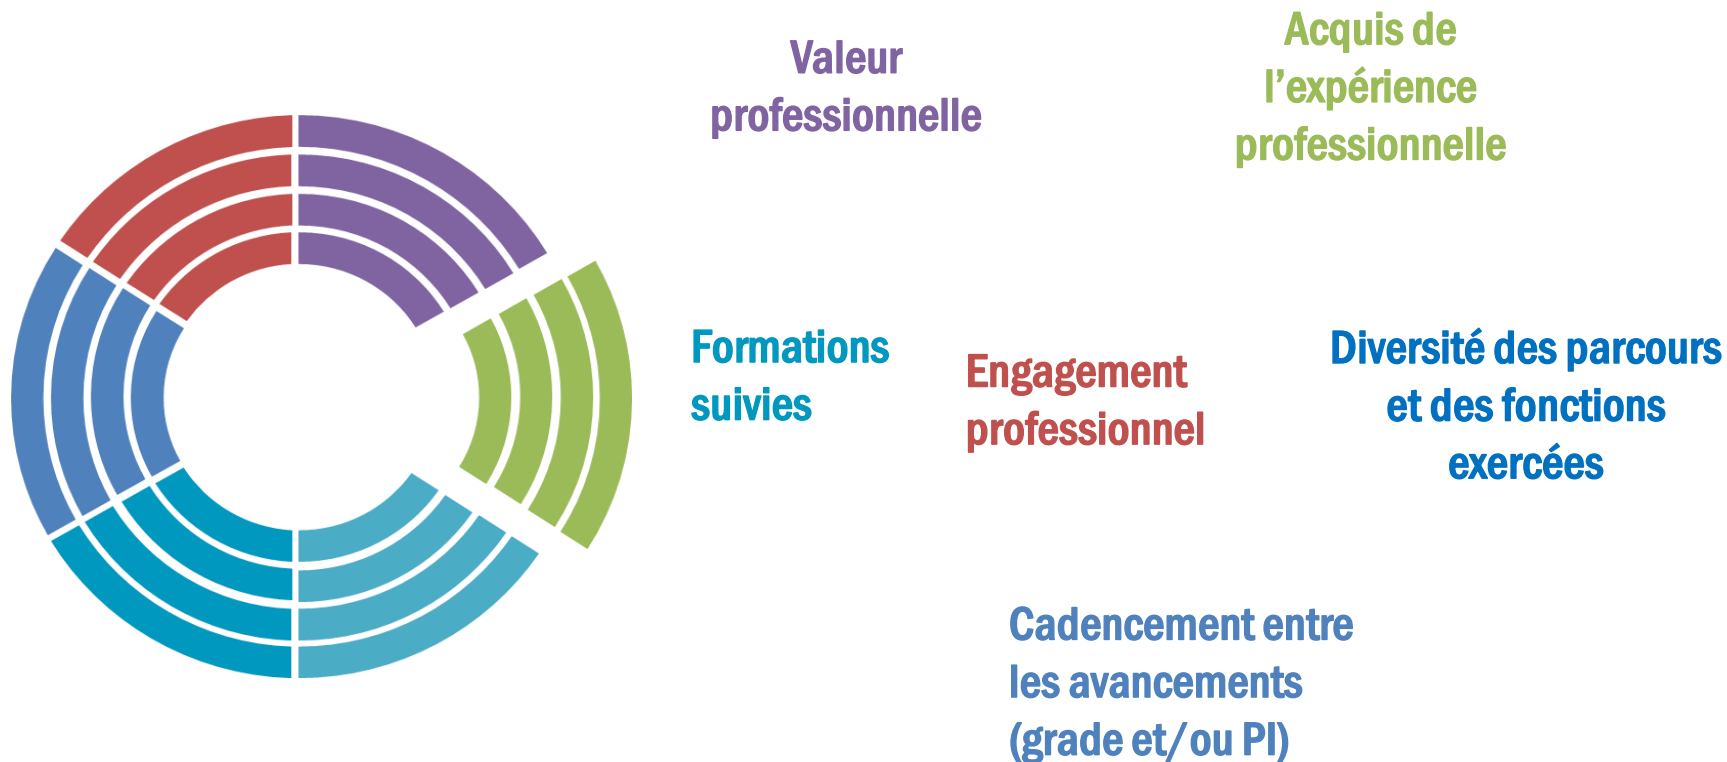 Valeur
professionnelle
Acquis de
l’expérience
professionnelle
Formations
suivies
Engagement
professionnel
Diversité des parcours
et des fonctions
exercées
Cadencement entre
les avancements
(grade et/ou PI)